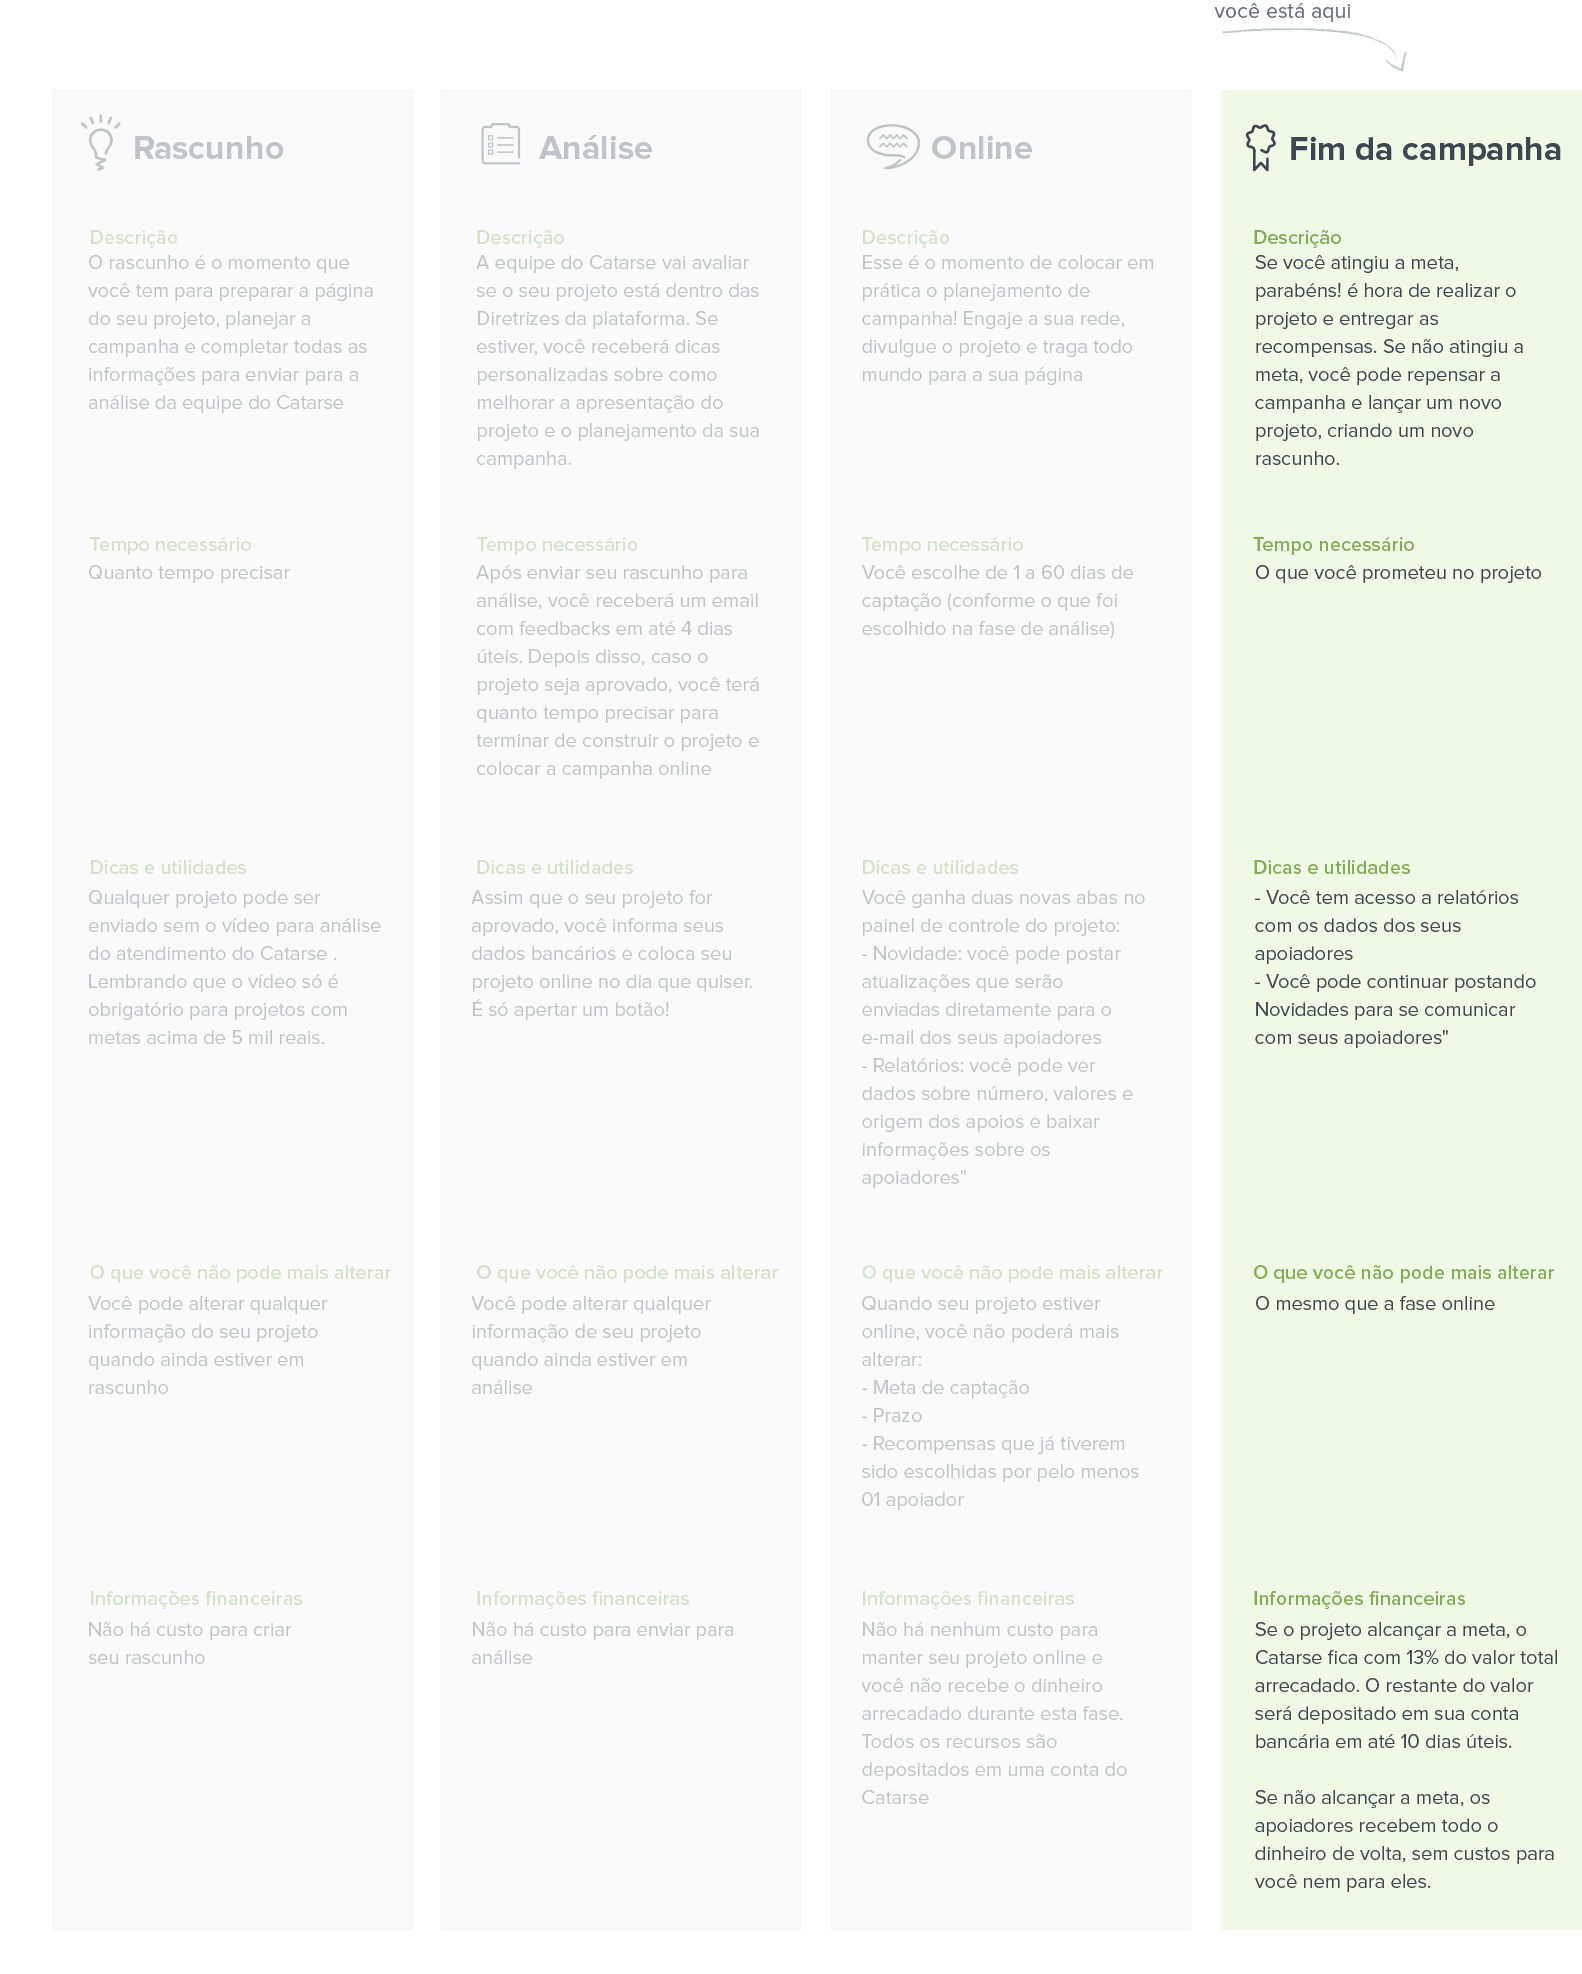 você está aqui
Rascunho
Descrição
O rascunho é o momento que
você tem para preparar a página
do seu projeto, planejar a
campanha e completar todas as
informações para enviar para a
análise da equipe do Catarse
Tempo necessário
Quanto tempo precisar
Dicas e utilidades
Qualquer projeto pode ser
enviado sem o vídeo para análise
do atendimento do Catarse .
Lembrando que o vídeo só é
obrigatório para projetos com
metas acima de 5 mil reais.
O que você não pode mais alterar
Você pode alterar qualquer
informação do seu projeto
quando ainda estiver em
rascunho
Informações financeiras
Não há custo para criar
seu rascunho
Análise
Descrição
A equipe do Catarse vai avaliar
se o seu projeto está dentro das
Diretrizes da plataforma. Se
estiver, você receberá dicas
personalizadas sobre como
melhorar a apresentação do
projeto e o planejamento da sua
campanha.
Tempo necessário
Após enviar seu rascunho para
análise, você receberá um email
com feedbacks em até 4 dias
úteis. Depois disso, caso o
projeto seja aprovado, você terá
quanto tempo precisar para
terminar de construir o projeto e
colocar a campanha online
Dicas e utilidades
Assim que o seu projeto for
aprovado, você informa seus
dados bancários e coloca seu
projeto online no dia que quiser.
É só apertar um botão!
O que você não pode mais alterar
Você pode alterar qualquer
informação de seu projeto
quando ainda estiver em
análise
Informações financeiras
Não há custo para enviar para
análise
Online
Descrição
Esse é o momento de colocar em
prática o planejamento de
campanha! Engaje a sua rede,
divulgue o projeto e traga todo
mundo para a sua página
Tempo necessário
Você escolhe de 1 a 60 dias de
captação (conforme o que foi
escolhido na fase de análise)
Dicas e utilidades
Você ganha duas novas abas no
painel de controle do projeto:
- Novidade: você pode postar
atualizações que serão
enviadas diretamente para o
e-mail dos seus apoiadores
- Relatórios: você pode ver
dados sobre número, valores e
origem dos apoios e baixar
informações sobre os
apoiadores"
O que você não pode mais alterar
Quando seu projeto estiver
online, você não poderá mais
alterar:
- Meta de captação
- Prazo
- Recompensas que já tiverem
sido escolhidas por pelo menos
01 apoiador
Informações financeiras
Não há nenhum custo para
manter seu projeto online e
você não recebe o dinheiro
arrecadado durante esta fase.
Todos os recursos são
depositados em uma conta do
Catarse
Fim da campanha
Descrição
Se você atingiu a meta,
parabéns! é hora de realizar o
projeto e entregar as
recompensas. Se não atingiu a
meta, você pode repensar a
campanha e lançar um novo
projeto, criando um novo
rascunho.
Tempo necessário
O que você prometeu no projeto
Dicas e utilidades
- Você tem acesso a relatórios
com os dados dos seus
apoiadores
- Você pode continuar postando
Novidades para se comunicar
com seus apoiadores"
O que você não pode mais alterar
O mesmo que a fase online
Informações financeiras
Se o projeto alcançar a meta, o
Catarse fica com 13% do valor total
arrecadado. O restante do valor
será depositado em sua conta
bancária em até 10 dias úteis.
Se não alcançar a meta, os
apoiadores recebem todo o
dinheiro de volta, sem custos para
você nem para eles.